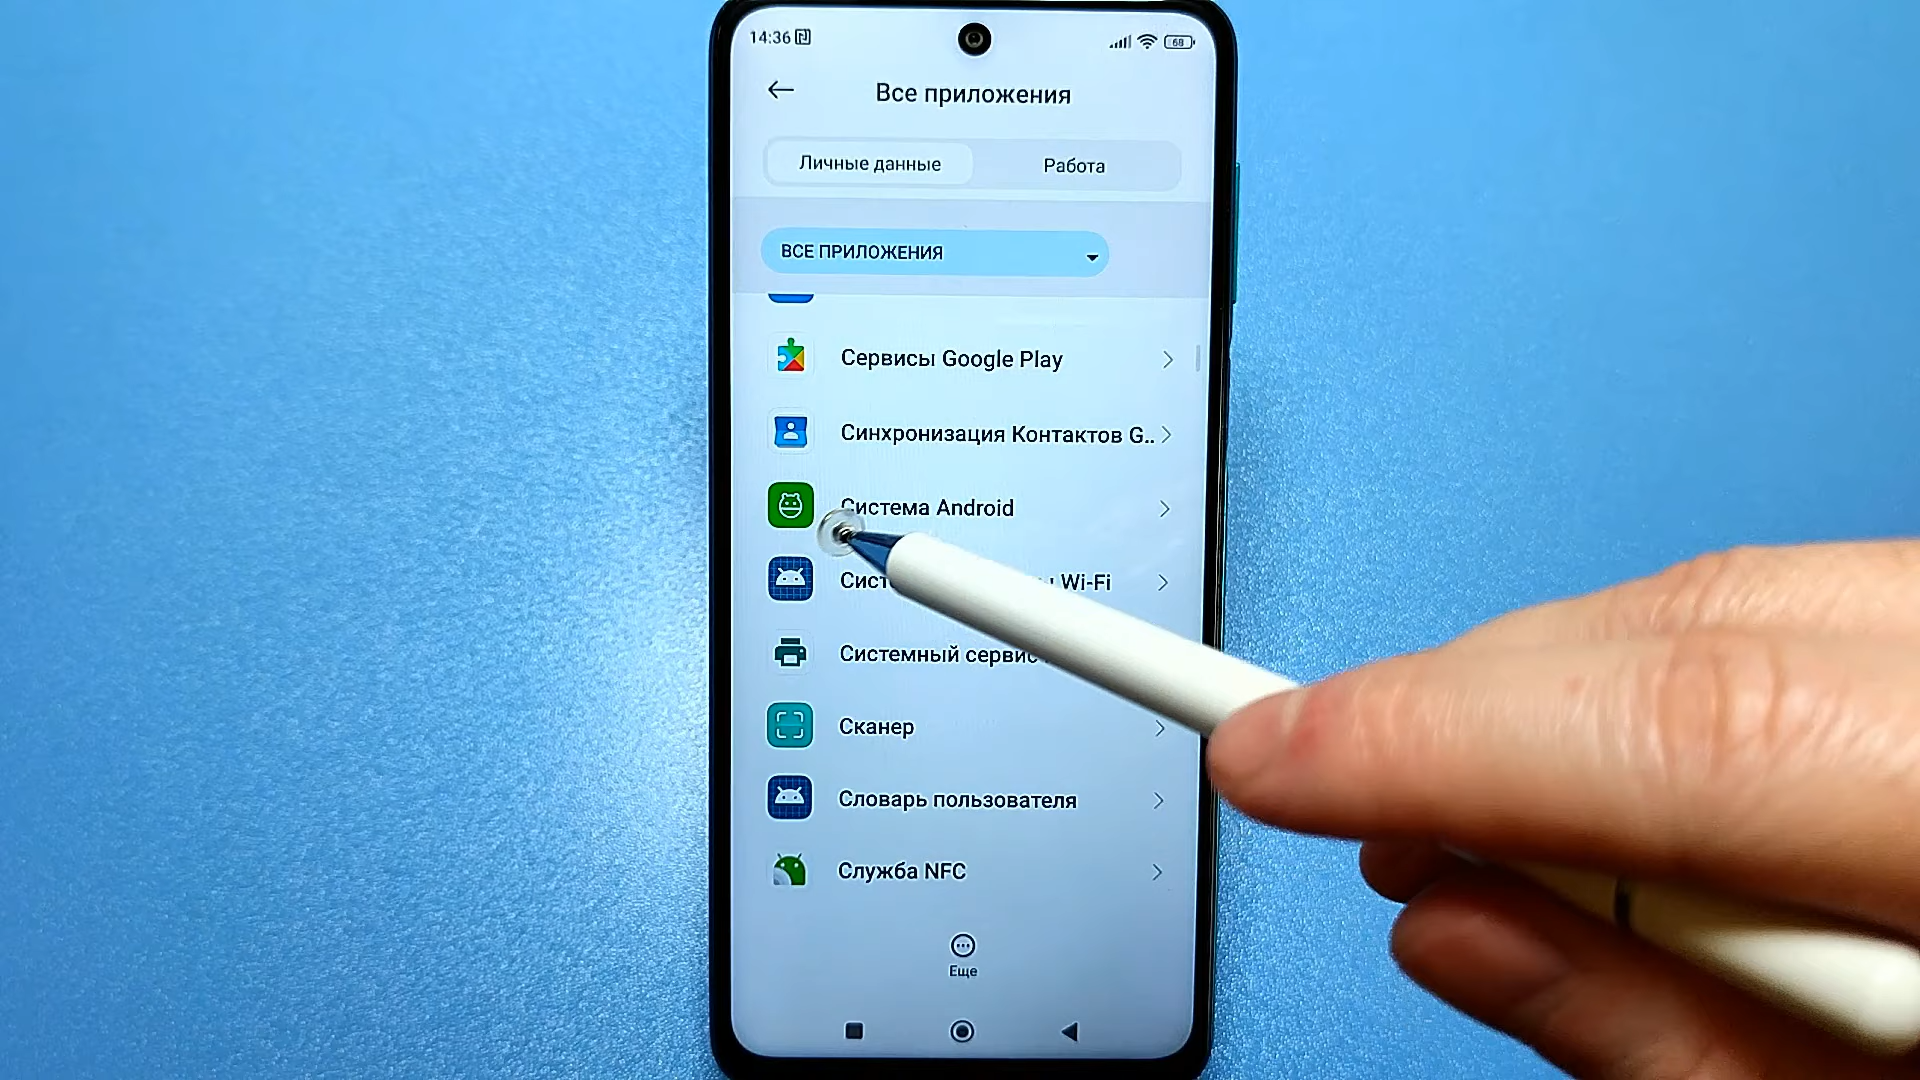 14:36
68
Все приложения
Личные данные
Работа
ВСЕ ПРИЛОЖЕНИЯ
Сервисы Google Play
Синхронизация Контактов G..
Система Android
Wi-Fi
Системный сервис
Сканер
Словарь пользователя
Служба NFC
Еще